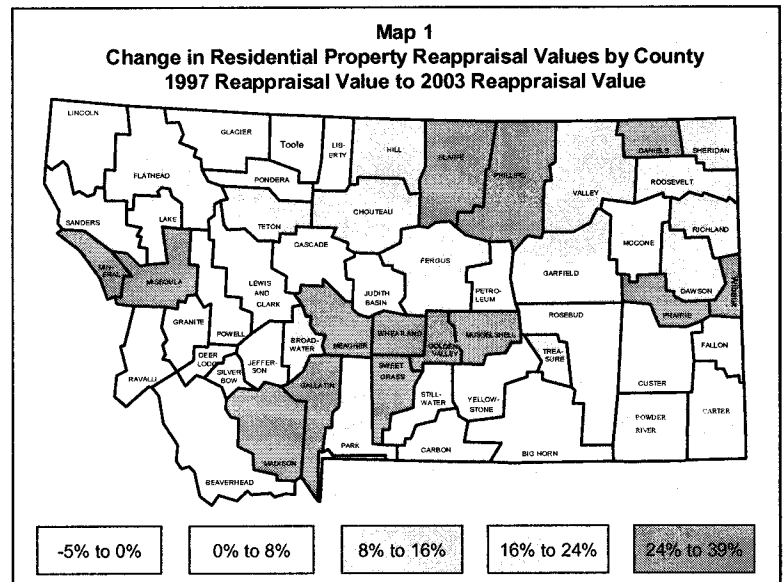 Map 1
Change in Residential Property Reappraisal Values by County
1997 Reappraisal Value to 2003 Reappraisal Value
LINCOLN
GLACIER
Toole
LIB-
ERTY
HILL
BLAINE
PHILLIPS
DANIELS
SHERIDAN
FLATHEAD
PONDERA
VALLEY
ROOSEVELT
SANDERS
LAKE
TETON
CHOUTEAU
RICHLAND
CASCADE
FERGUS
MCCONE
MINERAL
MISSOULA
LEWIS
AND
CLARK
JUDITH
BASIN
PETRO-
LEUM
GARFIELD
DAWSON
WIBAUX
PRAIRIE
GRANITE
POWELL
BROAD-
WATER
MEAGHER
WHEATLAND
GOLDEN
VALLEY
MUSSELSHELL
ROSEBUD
FALLON
RAVALLI
DEER
LODGE
SILVER
BOW
JEFFER-
SON
GALLATIN
SWEET
GRASS
TREA-
SURE
CUSTER
STILL-
WATER
YELLOW-
STONE
MADISON
PARK
CARBON
BIG HORN
POWDER
RIVER
CARTER
BEAVERHEAD
-5% to 0%
0% to 8%
8% to 16%
16% to 24%
24% to 39%